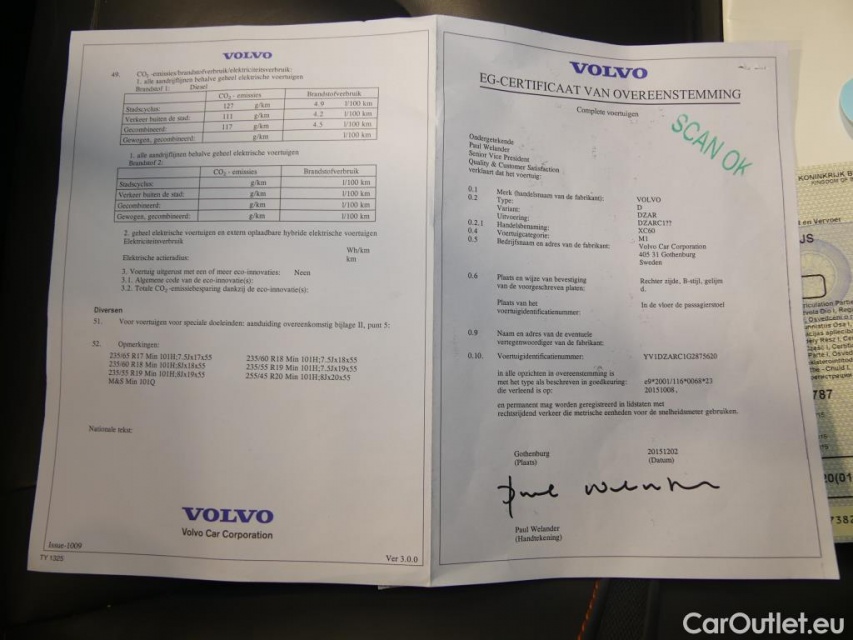 VOLVO
49. CO2 -emissies/brandstofverbruik/elektriciteitsverbruik:
1. alle aandrijflijnen behalve geheel elektrische voertuigen
Brandstof 1: Diesel
CO2 - emissies Brandstofverbruik
Stadscyclus: 127 g/km 4.9 l/100 km
Verkeer buiten de stad: 111 g/km 4.2 l/100 km
Gecombineerd: 117 g/km 4.5 l/100 km
Gewogen, gecombineerd: g/km l/100 km
1. alle aandrijflijnen behalve geheel elektrische voertuigen
Brandstof 2:
CO2 - emissies Brandstofverbruik
Stadscyclus: g/km l/100 km
Verkeer buiten de stad: g/km l/100 km
Gecombineerd: g/km l/100 km
Gewogen, gecombineerd: g/km l/100 km
2. geheel elektrische voertuigen en extern oplaadbare hybride elektrische voertuigen
Elektriciteitsverbruik Wh/km
Elektrische actieradius: km
3. Voertuig uitgerust met een of meer eco-innovaties: Neen
3.1. Algemene code van de eco-innovatie(s):
3.2. Totale CO2-emissiebesparing dankzij de eco-innovatie(s):
Diversen
51. Voor voertuigen voor speciale doeleinden: aanduiding overeenkomstig bijlage II, punt 5:
52. Opmerkingen:
235/65 R17 Min 101H;7.5Jx17x55 235/60 R18 Min 101H;7.5Jx18x55
235/60 R18 Min 101H;8Jx18x55 235/55 R19 Min 101H;7.5Jx19x55
235/55 R19 Min 101H;8Jx19x55 255/45 R20 Min 101H;8Jx20x55
M&S Min 101Q
Nationale tekst:
VOLVO
Volvo Car Corporation
Issue-1009
TY 1325
Ver 3.0.0
VOLVO
EG-CERTIFICAAT VAN OVEREENSTEMMING
Complete voertuigen
SCAN OK
Ondergetekende
Paul Welander
Senior Vice President
Quality & Customer Satisfaction
verklaart dat het voertuig:
0.1 Merk (handelsnaam van de fabrikant): VOLVO
0.2 Type: D
Variant: DZAR
Uitvoering: DZARC1??
0.2.1 Handelsbenaming: XC60
0.4 Voertuigcategorie: M1
0.5 Bedrijfsnaam en adres van de fabrikant: Volvo Car Corporation
405 31 Gothenburg
Sweden
0.6 Plaats en wijze van bevestiging Rechter zijde, B-stijl, gelijm
van de voorgeschreven platen: d.
Plaats van het In de vloer de passagierstoel
voertuigidentificatienummer:
0.9 Naam en adres van de eventuele
vertegenwoordiger van de fabrikant:
0.10. Voertuigidentificatienummer: YV1DZARC1G2875620
in alle opzichten in overeenstemming is
met het type als beschreven in goedkeuring: e9*2001/116*0068*23
die verleend is op: 20151008,
en permanent mag worden geregistreerd in lidstaten met
rechtsrijdend verkeer die metrische eenheden voor de snelheidsmeter gebruiken.
Gothenburg 20151202
(Plaats) (Datum)
Paul Welander
Paul Welander
(Handtekening)
KONINKRIJK B
en Vervoer
JS
787
CarOutlet.eu